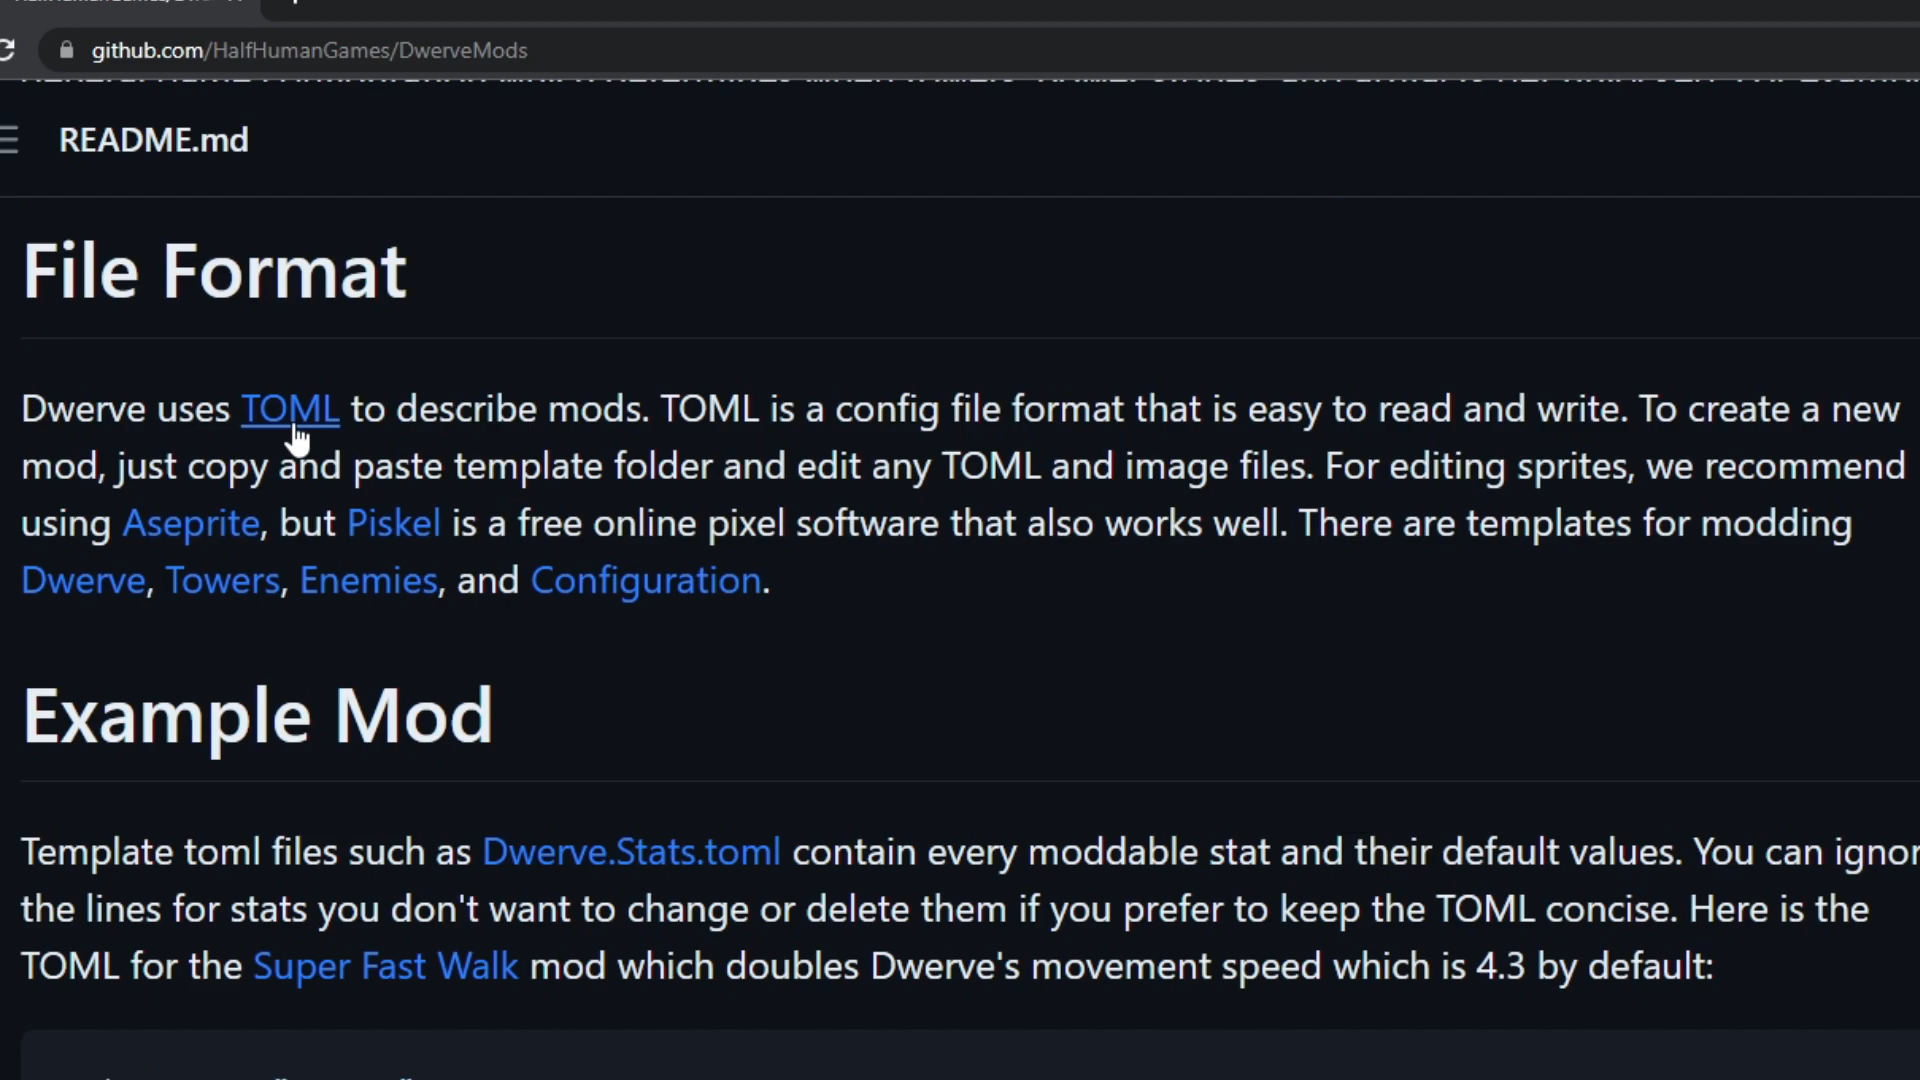 github.com/HalfHumanGames/DwerveMods
README.md
File Format
Dwerve uses TOML to describe mods. TOML is a config file format that is easy to read and write. To create a new
mod, just copy and paste template folder and edit any TOML and image files. For editing sprites, we recommend
using Aseprite, but Piskel is a free online pixel software that also works well. There are templates for modding
Dwerve, Towers, Enemies, and Configuration.
Example Mod
Template toml files such as Dwerve.Stats.toml contain every moddable stat and their default values. You can ignor
the lines for stats you don't want to change or delete them if you prefer to keep the TOML concise. Here is the
TOML for the Super Fast Walk mod which doubles Dwerve's movement speed which is 4.3 by default: